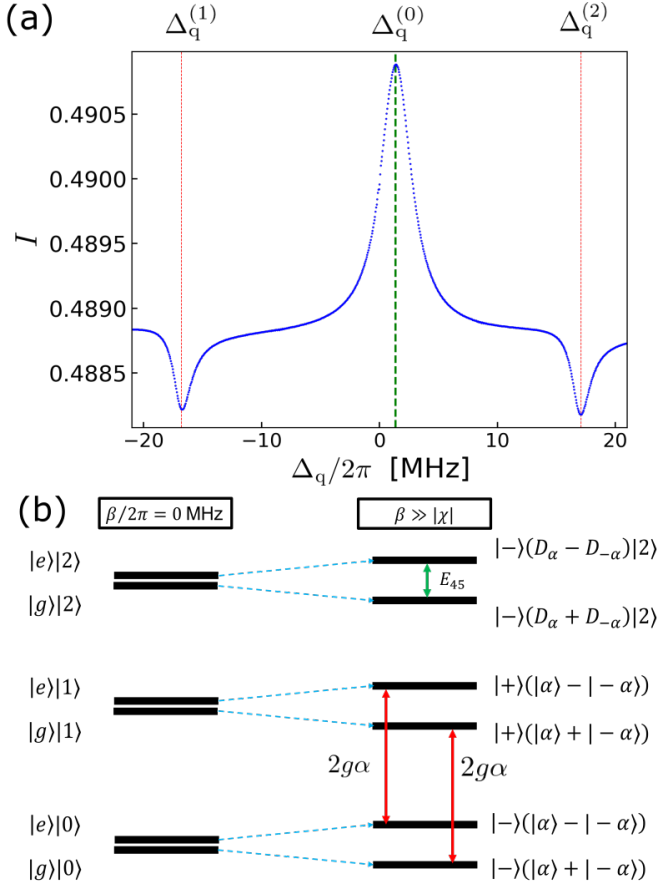 (a)
Δq(1) Δq(0) Δq(2)
0.4905
0.4900
0.4895
0.4890
0.4885
I
−20 −10 0 10 20
Δq/2π [MHz]
(b)
β/2π = 0 MHz β ≫ |χ|
|e⟩|2⟩ |−⟩(Dα − D−α)|2⟩
E45
|g⟩|2⟩ |−⟩(Dα + D−α)|2⟩
|e⟩|1⟩ |+⟩(|α⟩ − |−α⟩)
|g⟩|1⟩ |+⟩(|α⟩ + |−α⟩)
2gα 2gα
|e⟩|0⟩ |−⟩(|α⟩ − |−α⟩)
|g⟩|0⟩ |−⟩(|α⟩ + |−α⟩)